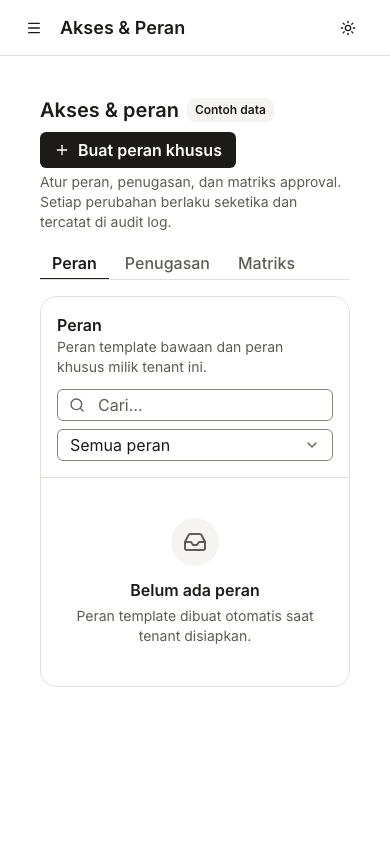 Akses & Peran
Akses & peran
Contoh data
Buat peran khusus
Atur peran, penugasan, dan matriks approval.
Setiap perubahan berlaku seketika dan
tercatat di audit log.
Peran
Penugasan
Matriks
Peran
Peran template bawaan dan peran
khusus milik tenant ini.
Cari...
Semua peran
Belum ada peran
Peran template dibuat otomatis saat
tenant disiapkan.